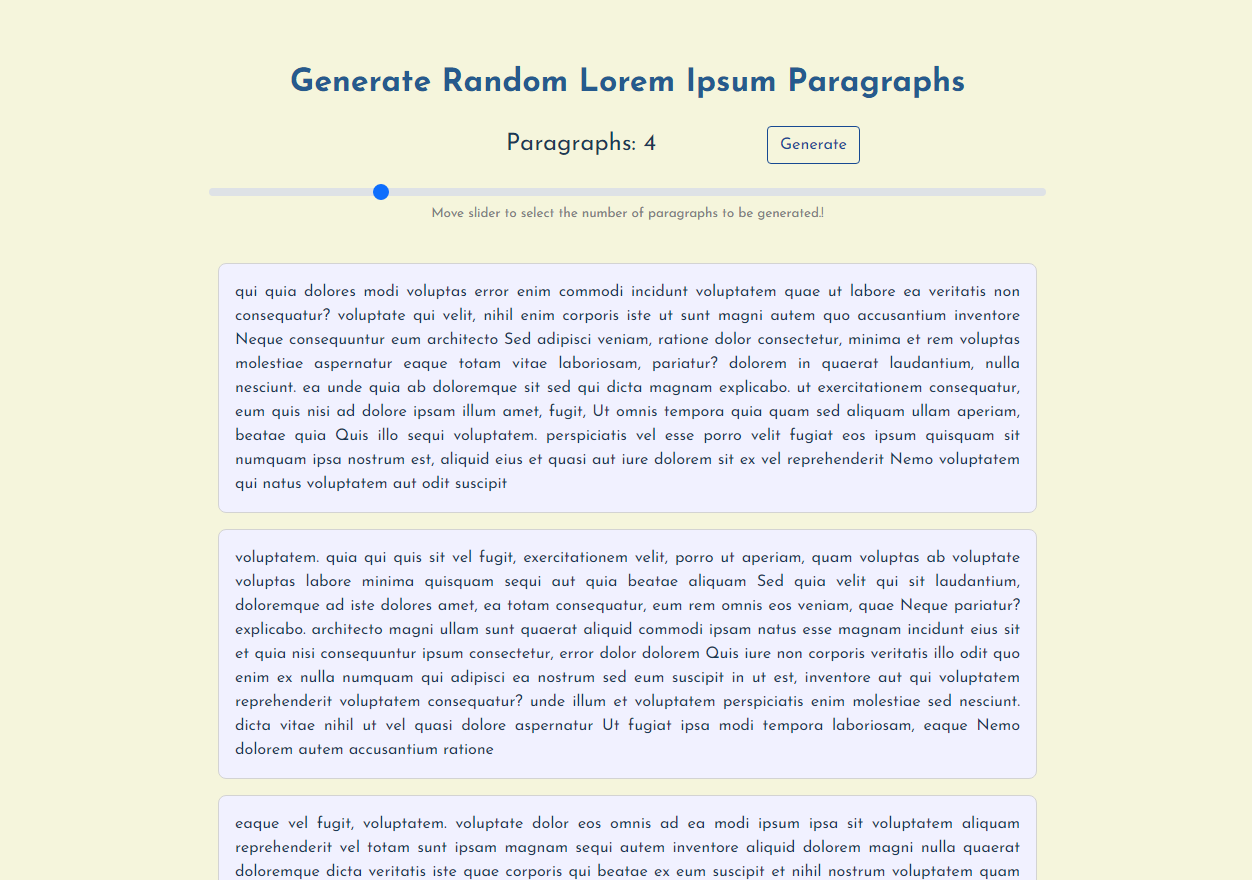 Generate Random Lorem Ipsum Paragraphs
Paragraphs: 4
Generate
Move slider to select the number of paragraphs to be generated.!
qui quia dolores modi voluptas error enim commodi incidunt voluptatem quae ut labore ea veritatis non
consequatur? voluptate qui velit, nihil enim corporis iste ut sunt magni autem quo accusantium inventore
Neque consequuntur eum architecto Sed adipisci veniam, ratione dolor consectetur, minima et rem voluptas
molestiae aspernatur eaque totam vitae laboriosam, pariatur? dolorem in quaerat laudantium, nulla
nesciunt. ea unde quia ab doloremque sit sed qui dicta magnam explicabo. ut exercitationem consequatur,
eum quis nisi ad dolore ipsam illum amet, fugit, Ut omnis tempora quia quam sed aliquam ullam aperiam,
beatae quia Quis illo sequi voluptatem. perspiciatis vel esse porro velit fugiat eos ipsum quisquam sit
numquam ipsa nostrum est, aliquid eius et quasi aut iure dolorem sit ex vel reprehenderit Nemo voluptatem
qui natus voluptatem aut odit suscipit
voluptatem. quia qui quis sit vel fugit, exercitationem velit, porro ut aperiam, quam voluptas ab voluptate
voluptas labore minima quisquam sequi aut quia beatae aliquam Sed quia velit qui sit laudantium,
doloremque ad iste dolores amet, ea totam consequatur, eum rem omnis eos veniam, quae Neque pariatur?
explicabo. architecto magni ullam sunt quaerat aliquid commodi ipsam natus esse magnam incidunt eius sit
et quia nisi consequuntur ipsum consectetur, error dolor dolorem Quis iure non corporis veritatis illo odit quo
enim ex nulla numquam qui adipisci ea nostrum sed eum suscipit in ut est, inventore aut qui voluptatem
reprehenderit voluptatem consequatur? unde illum et voluptatem perspiciatis enim molestiae sed nesciunt.
dicta vitae nihil ut vel quasi dolore aspernatur Ut fugiat ipsa modi tempora laboriosam, eaque Nemo
dolorem autem accusantium ratione
eaque vel fugit, voluptatem. voluptate dolor eos omnis ad ea modi ipsum ipsa sit voluptatem aliquam
reprehenderit vel totam sunt ipsam magnam sequi autem inventore aliquid dolorem magni nulla quaerat
doloremque dicta veritatis iste quae corporis qui beatae ex eum suscipit et nihil nostrum voluptatem quam